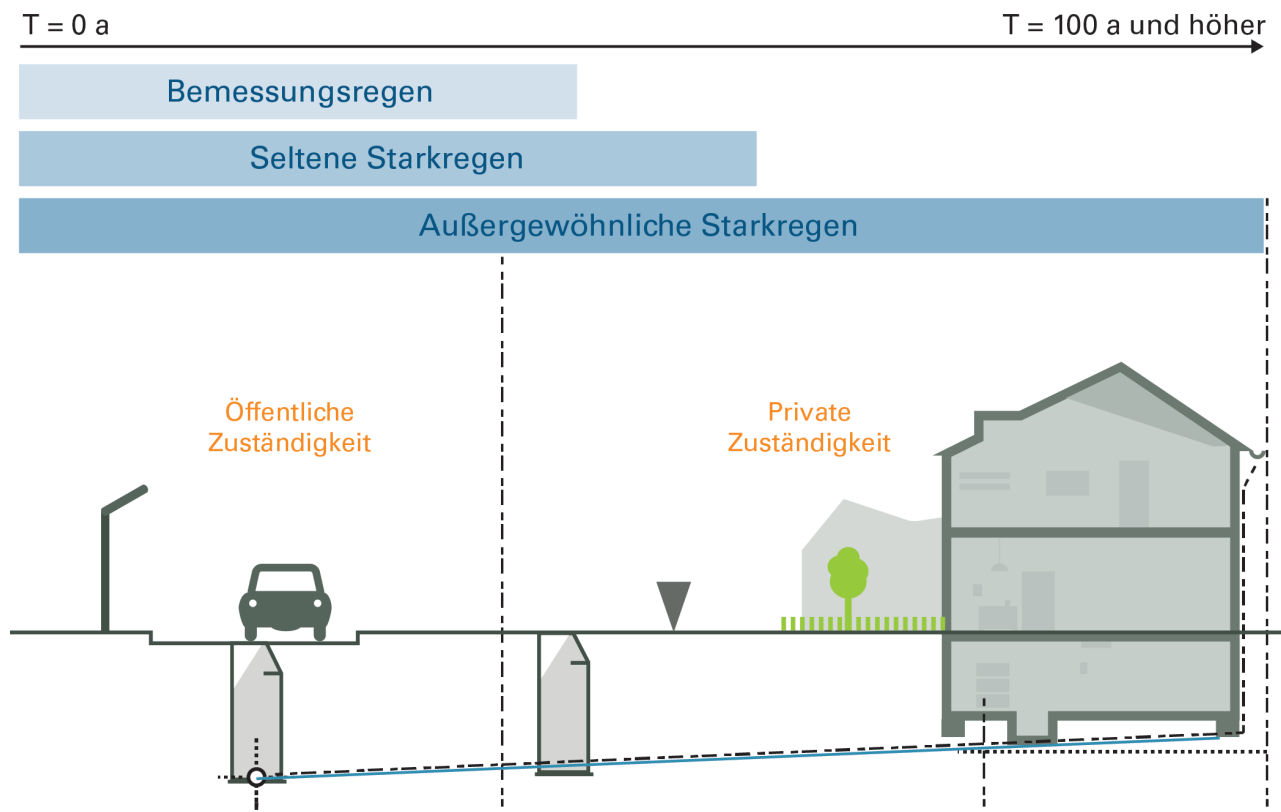 T = 0 a
T = 100 a und höher
Bemessungsregen
Seltene Starkregen
Außergewöhnliche Starkregen
Öffentliche
Zuständigkeit
Private
Zuständigkeit